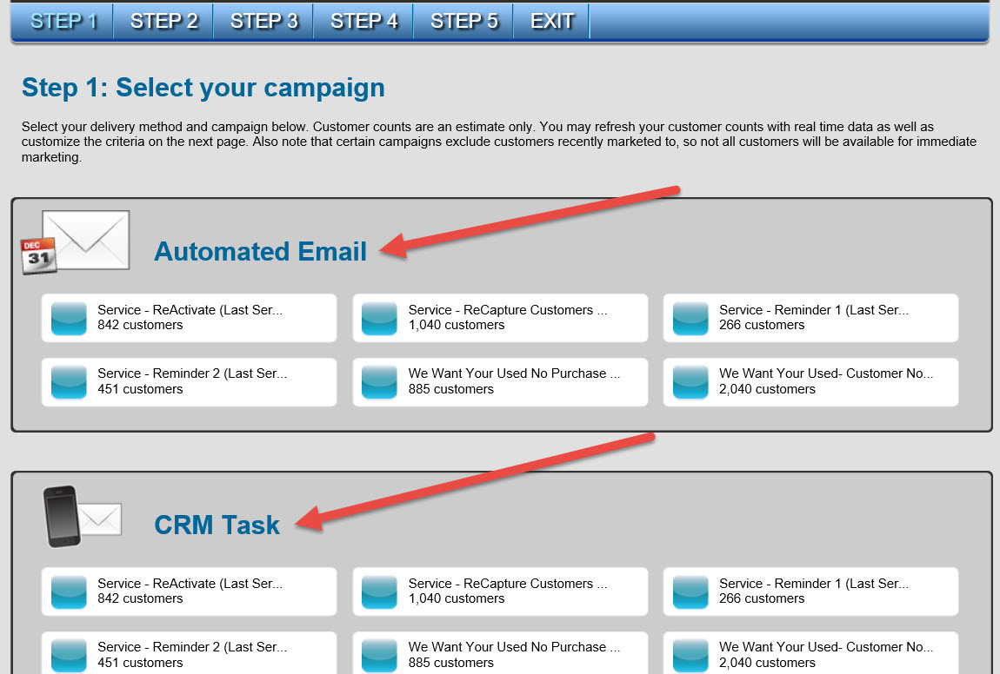 STEP 1 STEP 2 STEP 3 STEP 4 STEP 5 EXIT
Step 1: Select your campaign
Select your delivery method and campaign below. Customer counts are an estimate only. You may refresh your customer counts with real time data as well as
customize the criteria on the next page. Also note that certain campaigns exclude customers recently marketed to, so not all customers will be available for immediate
marketing.
DEC
31
Automated Email
Service - ReActivate (Last Ser...
842 customers
Service - ReCapture Customers ...
1,040 customers
Service - Reminder 1 (Last Ser...
266 customers
Service - Reminder 2 (Last Ser...
451 customers
We Want Your Used No Purchase ...
885 customers
We Want Your Used- Customer No...
2,040 customers
CRM Task
Service - ReActivate (Last Ser...
842 customers
Service - ReCapture Customers ...
1,040 customers
Service - Reminder 1 (Last Ser...
266 customers
Service - Reminder 2 (Last Ser...
451 customers
We Want Your Used No Purchase ...
885 customers
We Want Your Used- Customer No...
2,040 customers